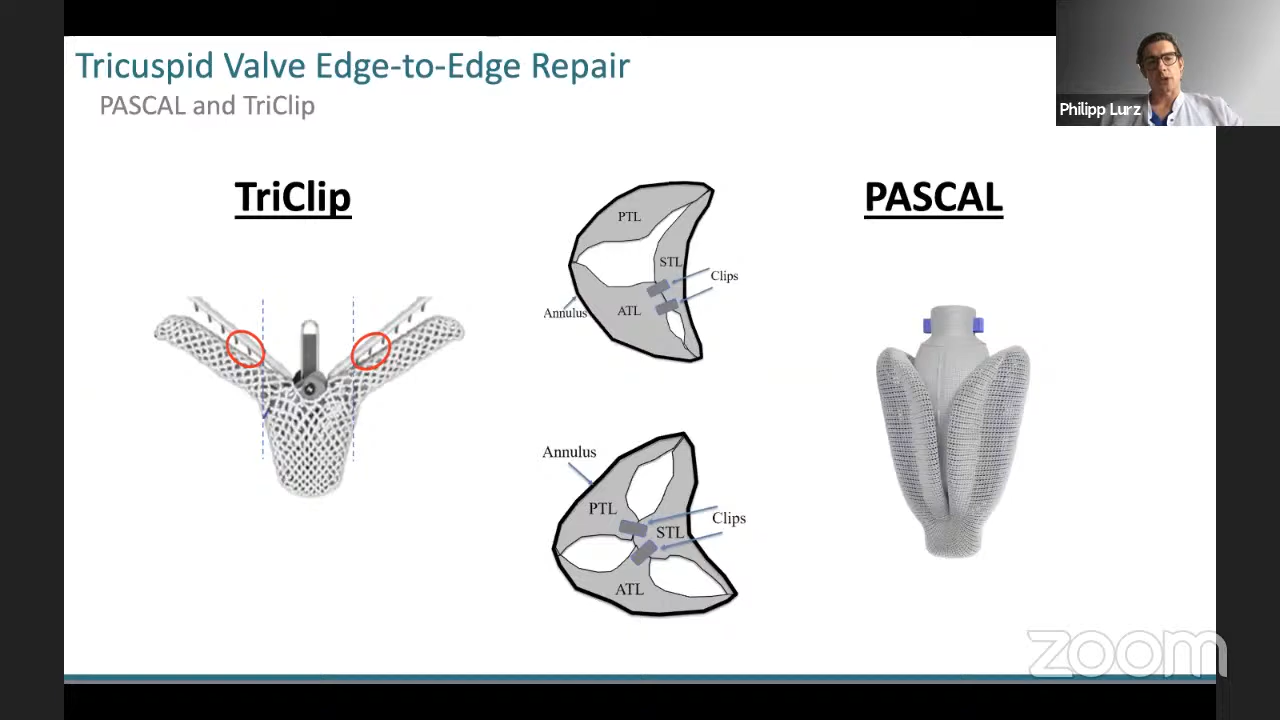 Tricuspid Valve Edge-to-Edge Repair
PASCAL and TriClip
Philipp Lurz
TriClip
PASCAL
PTL
STL
Clips
Annulus
ATL
Annulus
PTL
Clips
STL
ATL
zoom